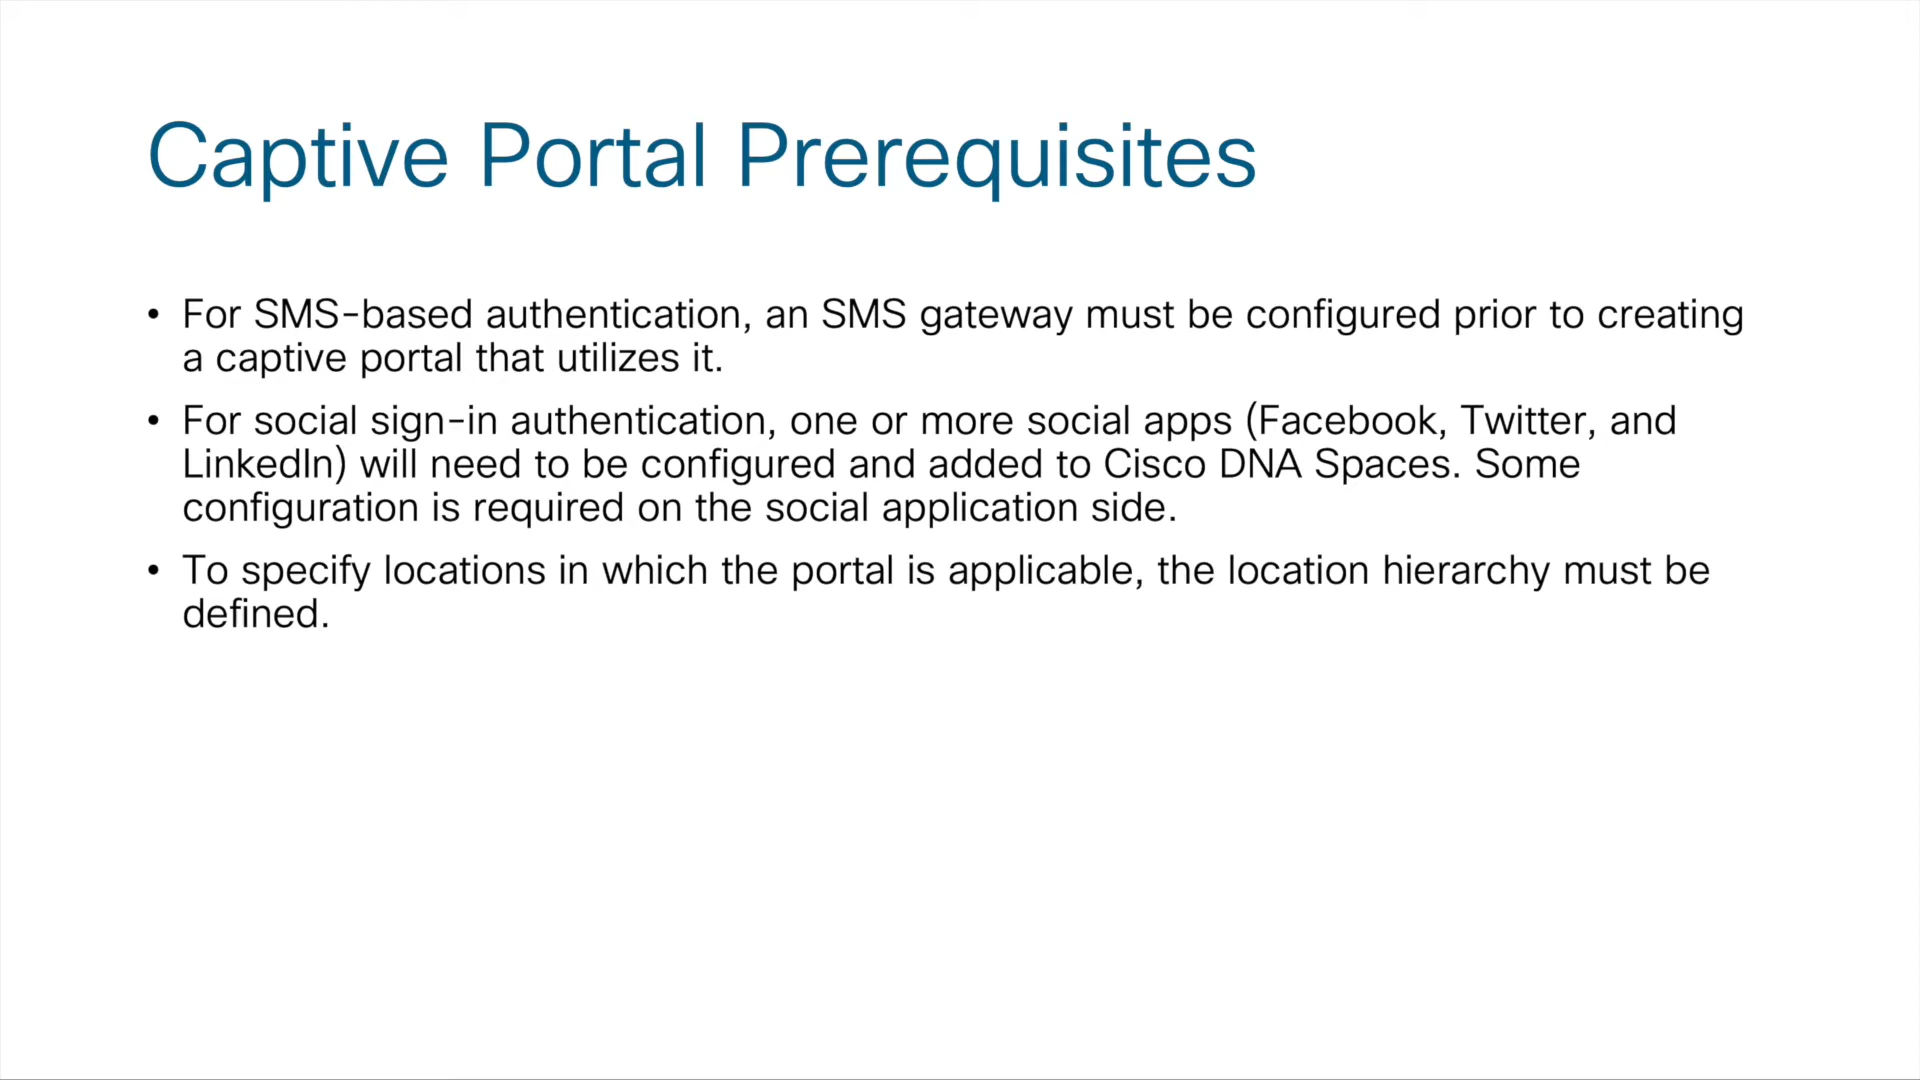 Captive Portal Prerequisites
• For SMS-based authentication, an SMS gateway must be configured prior to creating
a captive portal that utilizes it.
• For social sign-in authentication, one or more social apps (Facebook, Twitter, and
LinkedIn) will need to be configured and added to Cisco DNA Spaces. Some
configuration is required on the social application side.
• To specify locations in which the portal is applicable, the location hierarchy must be
defined.